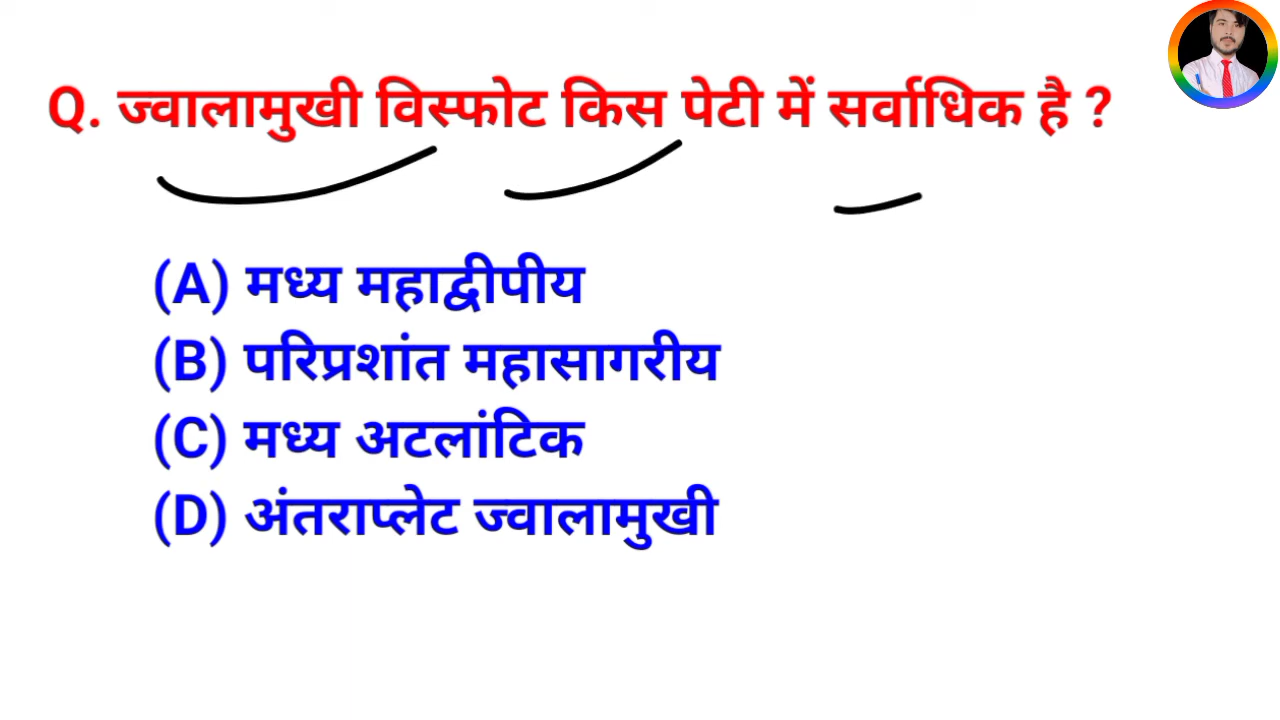 Q. ज्वालामुखी विस्फोट किस पेटी में सर्वाधिक है ?
(A) मध्य महाद्वीपीय
(B) परिप्रशांत महासागरीय
(C) मध्य अटलांटिक
(D) अंतराप्लेट ज्वालामुखी